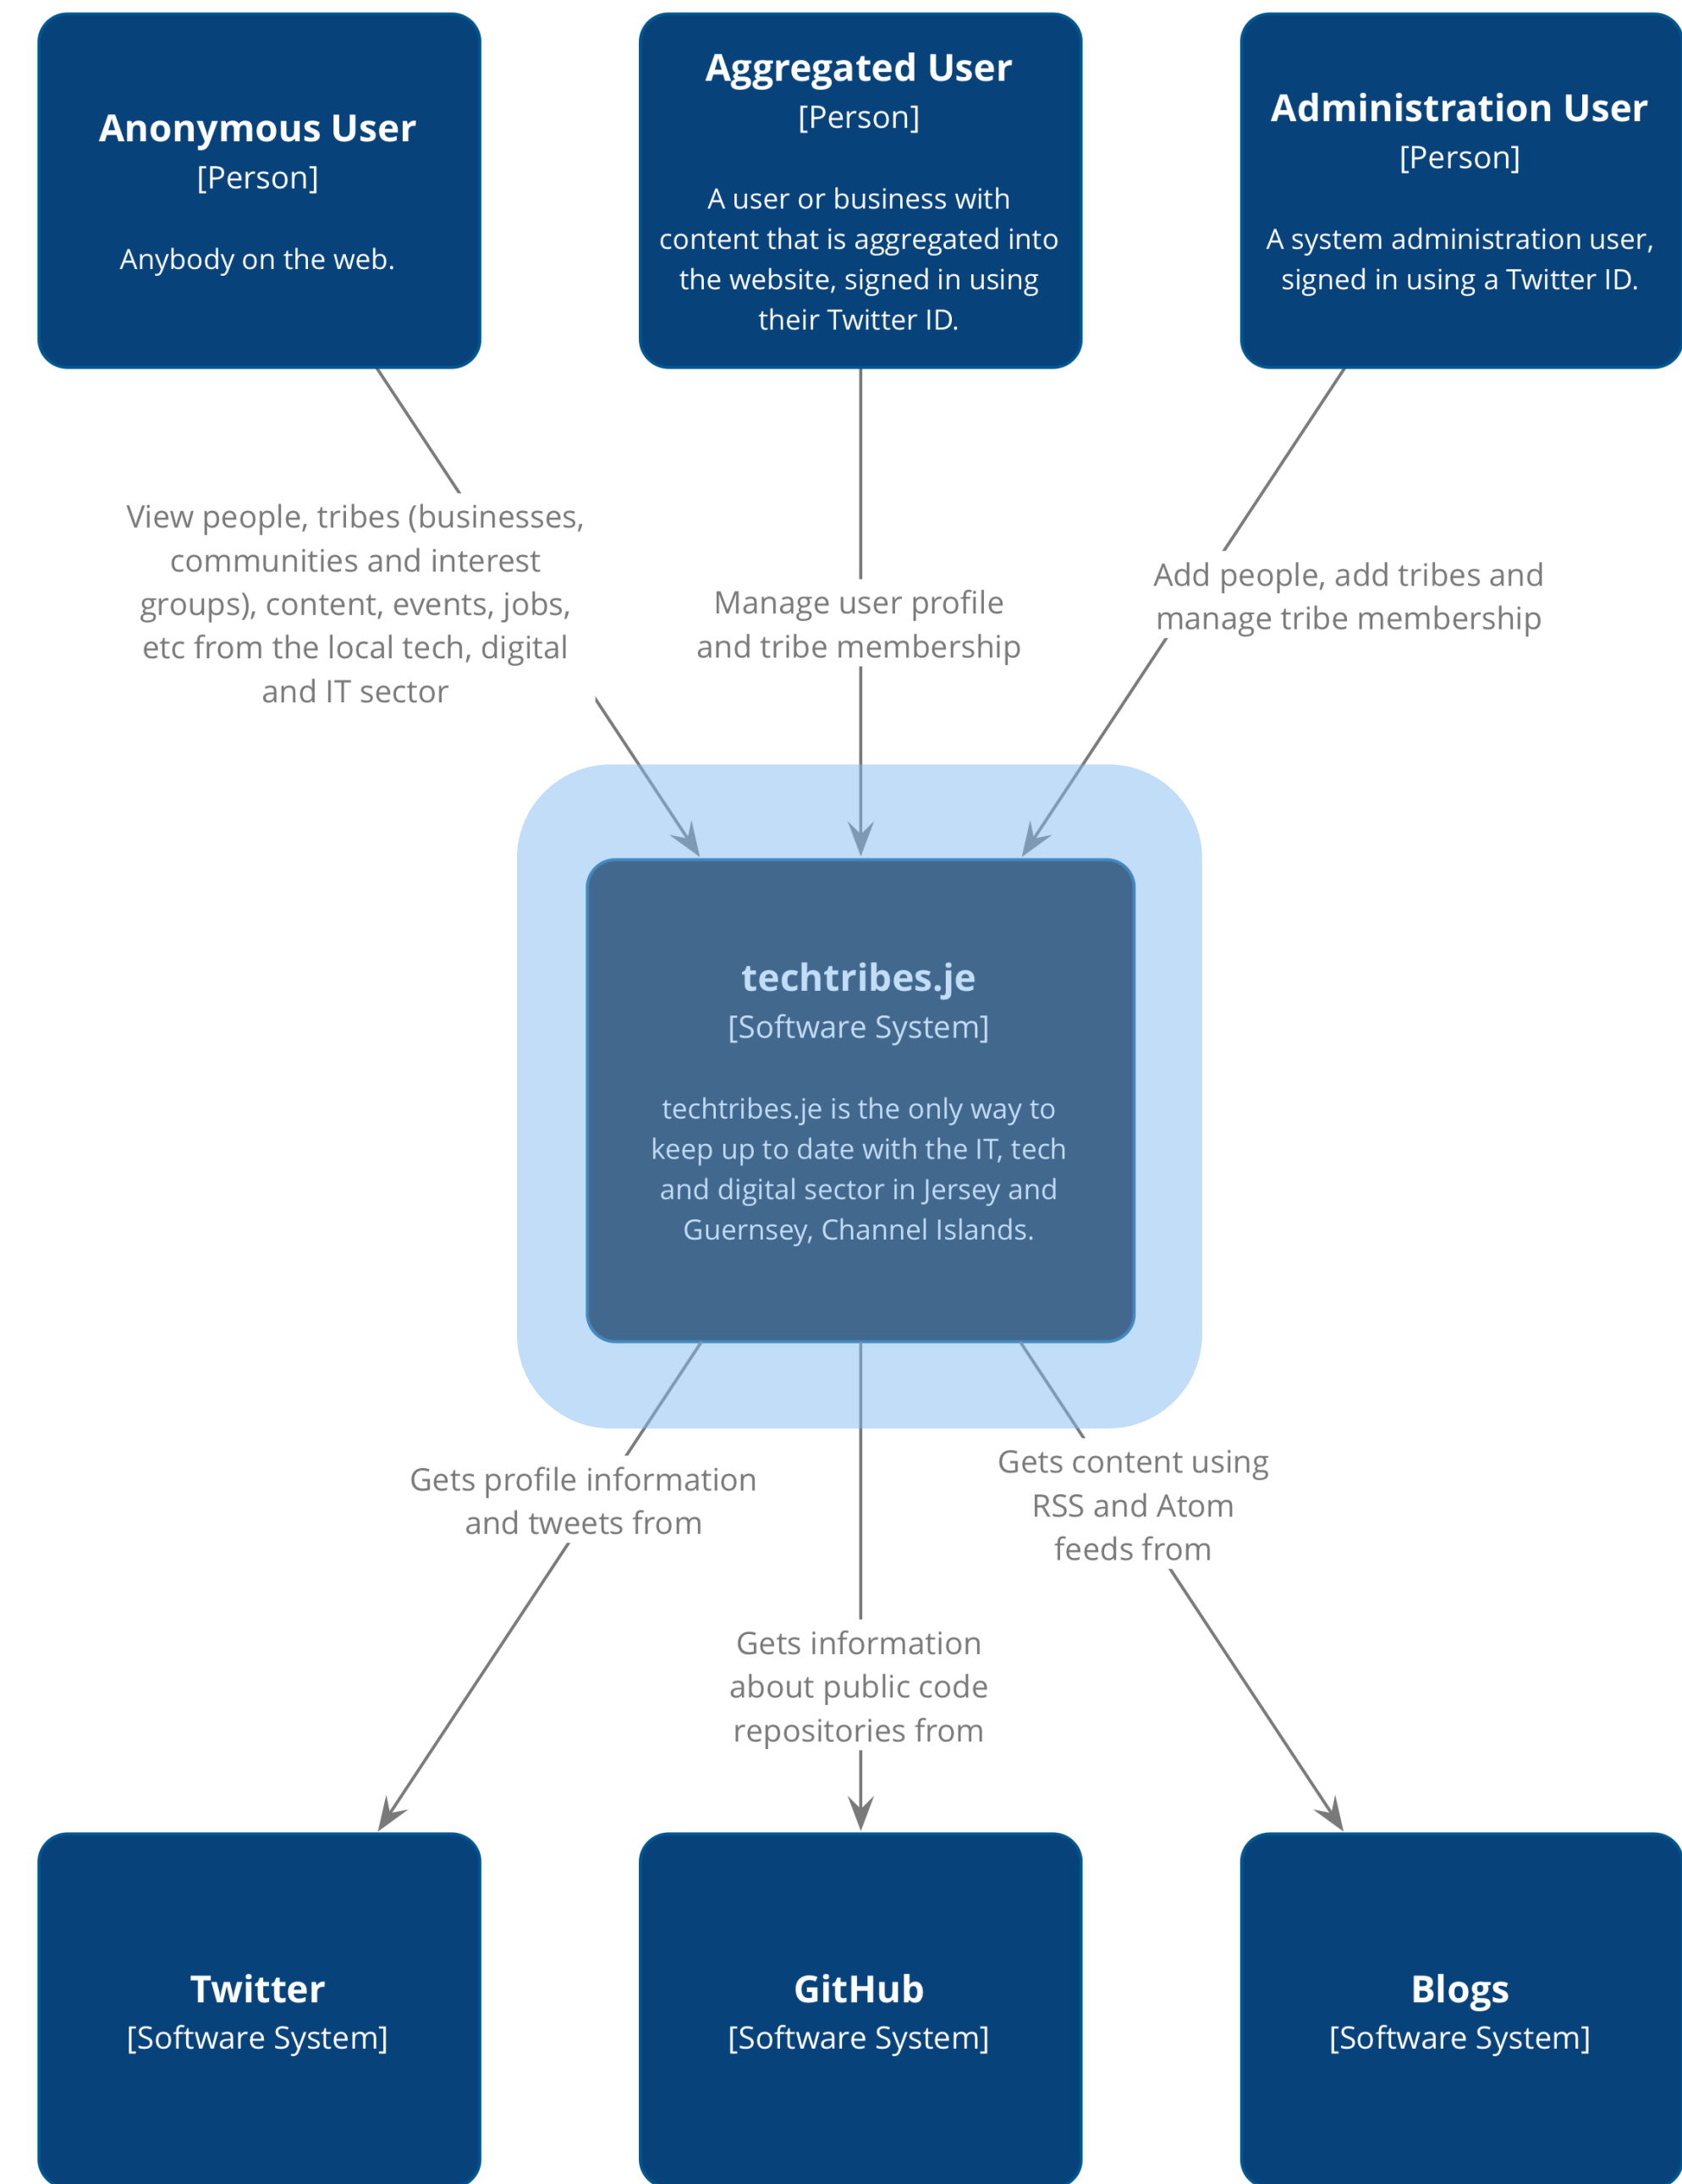 Anonymous User
[Person]
Anybody on the web.
Aggregated User
[Person]
A user or business with
content that is aggregated into
the website, signed in using
their Twitter ID.
Administration User
[Person]
A system administration user,
signed in using a Twitter ID.
View people, tribes (businesses,
communities and interest
groups), content, events, jobs,
etc from the local tech, digital
and IT sector
Manage user profile
and tribe membership
Add people, add tribes and
manage tribe membership
techtribes.je
[Software System]
techtribes.je is the only way to
keep up to date with the IT, tech
and digital sector in Jersey and
Guernsey, Channel Islands.
Gets profile information
and tweets from
Gets information
about public code
repositories from
Gets content using
RSS and Atom
feeds from
Twitter
[Software System]
GitHub
[Software System]
Blogs
[Software System]